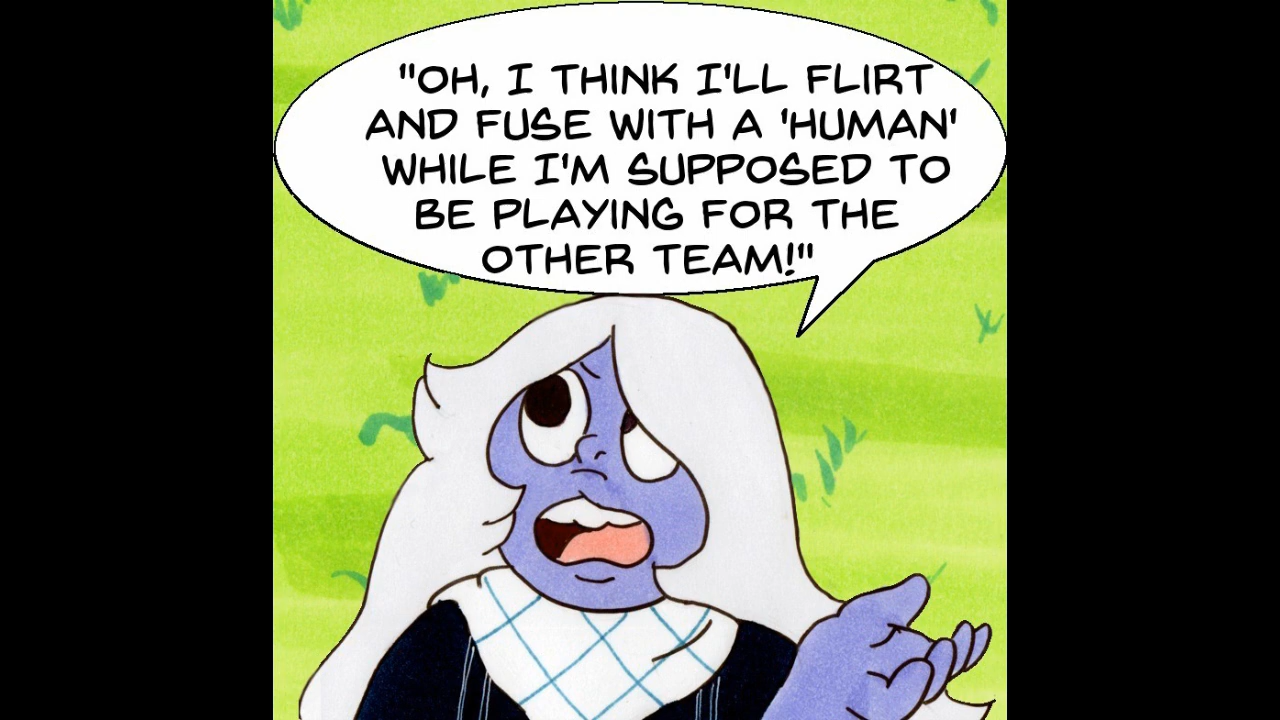 "OH, I THINK I'LL FLIRT
AND FUSE WITH A 'HUMAN'
WHILE I'M SUPPOSED TO
BE PLAYING FOR THE
OTHER TEAM!"